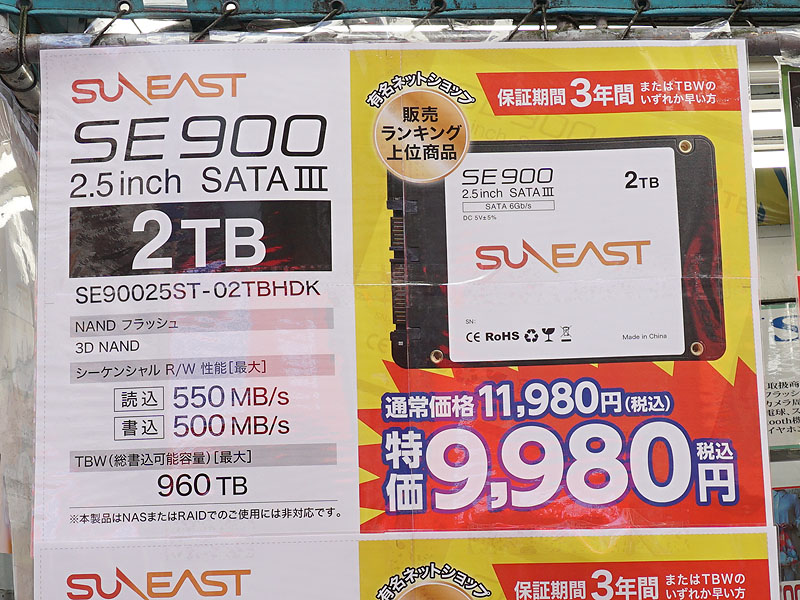 SUNEAST
SE900
2.5inch SATAⅢ
2TB
SE90025ST-02TBHDK
NAND フラッシュ
3D NAND
シーケンシャル R/W 性能[最大]
読込 550 MB/s
書込 500 MB/s
TBW(総書込可能容量)[最大]
960 TB
※本製品はNASまたはRAIDでのご使用には非対応です。
有名ネットショップ
販売
ランキング
上位商品
保証期間 3年間 またはTBWの
いずれか早い方
SE900
2.5inch SATAⅢ
SATA 6Gb/s
DC 5V±5%
2TB
SUNEAST
SN:
CE RoHS
Made in China
通常価格 11,980円(税込)
特価 9,980円 税込
SUNEAST
有名ネットショップ
保証期間 3年間 またはTBWの
いずれか早い方